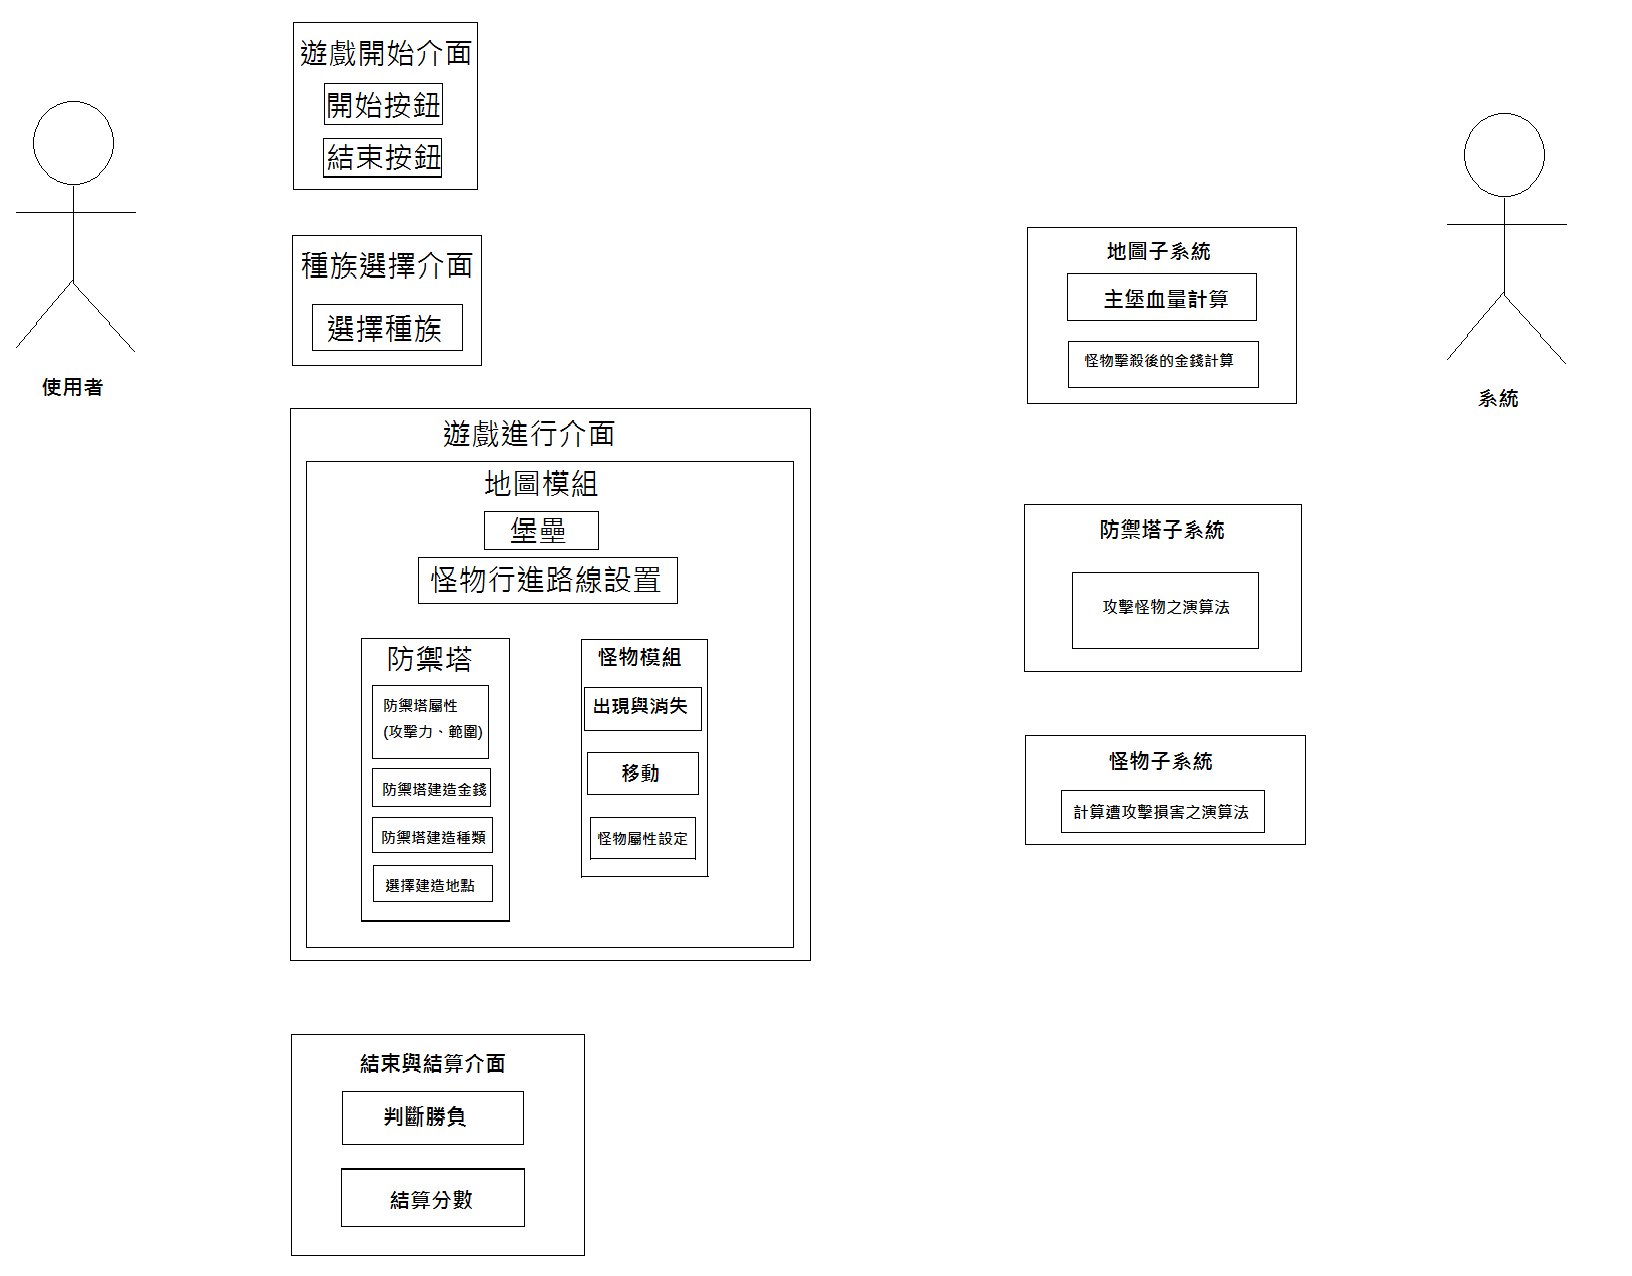 遊戲開始介面
開始按鈕
結束按鈕
使用者
種族選擇介面
選擇種族
遊戲進行介面
地圖模組
堡壘
怪物行進路線設置
防禦塔
防禦塔屬性
(攻擊力、範圍)
防禦塔建造金錢
防禦塔建造種類
選擇建造地點
怪物模組
出現與消失
移動
怪物屬性設定
結束與結算介面
判斷勝負
結算分數
地圖子系統
主堡血量計算
怪物擊殺後的金錢計算
防禦塔子系統
攻擊怪物之演算法
怪物子系統
計算遭攻擊損害之演算法
系統